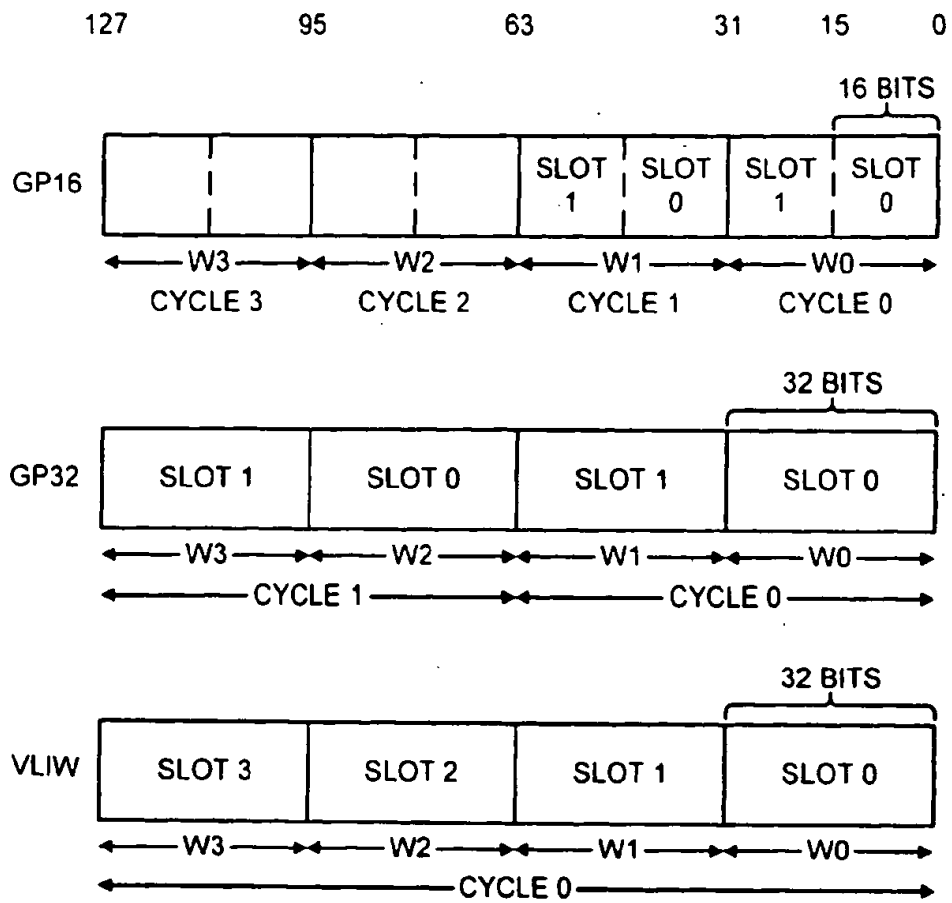 127 95 63 31 15 0
16 BITS
GP16
SLOT 1 SLOT 0 SLOT 1 SLOT 0
W3 W2 W1 W0
CYCLE 3 CYCLE 2 CYCLE 1 CYCLE 0
32 BITS
GP32 SLOT 1 SLOT 0 SLOT 1 SLOT 0
W3 W2 W1 W0
CYCLE 1 CYCLE 0
32 BITS
VLIW SLOT 3 SLOT 2 SLOT 1 SLOT 0
W3 W2 W1 W0
CYCLE 0